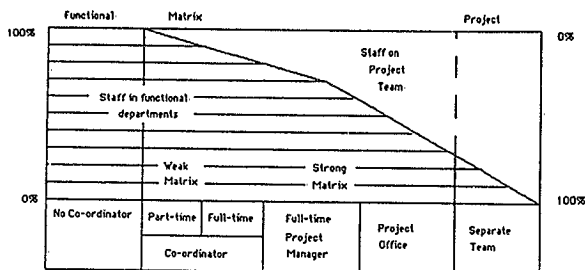 Functional Matrix Project
100% 0%
Staff on
Project
Team
Staff in functional
departments
Weak Strong
Matrix Matrix
0% 100%
No Co-ordinator Part-time Full-time Full-time Project Separate
Project Office Team
Co-ordinator Manager